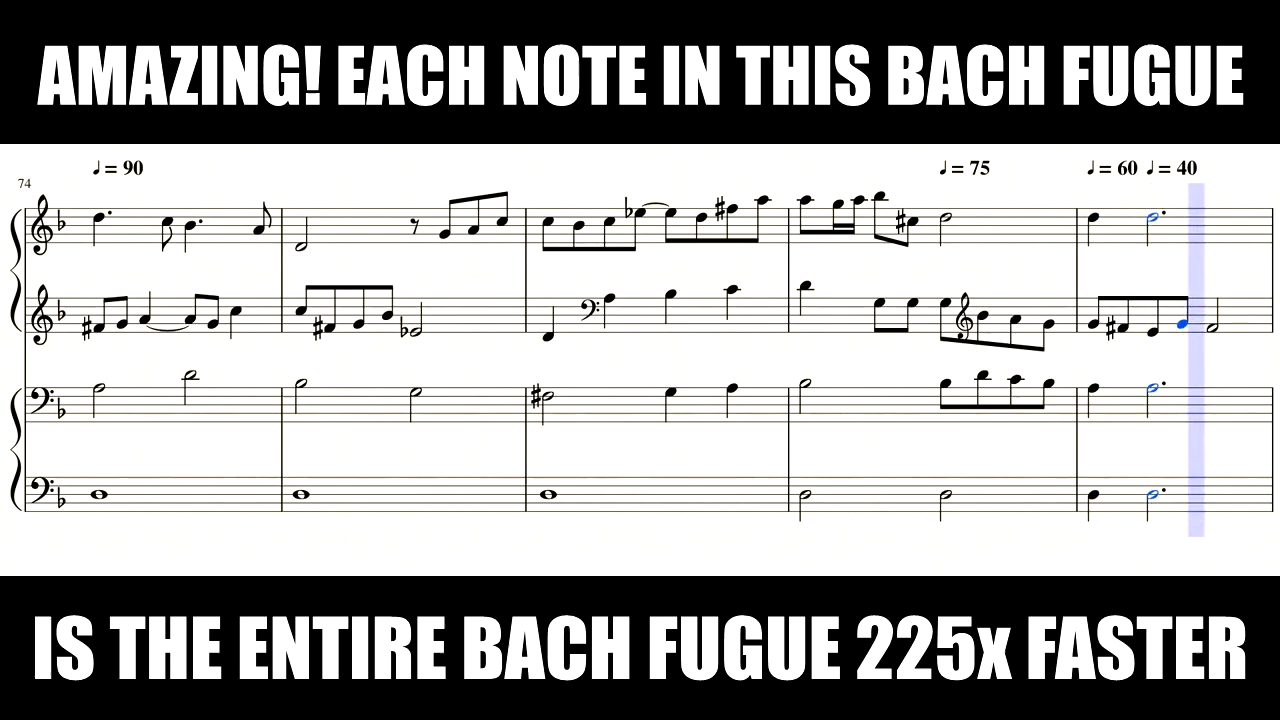 AMAZING! EACH NOTE IN THIS BACH FUGUE
♩ = 90 ♩ = 75 ♩ = 60 ♩ = 40
74
IS THE ENTIRE BACH FUGUE 225x FASTER